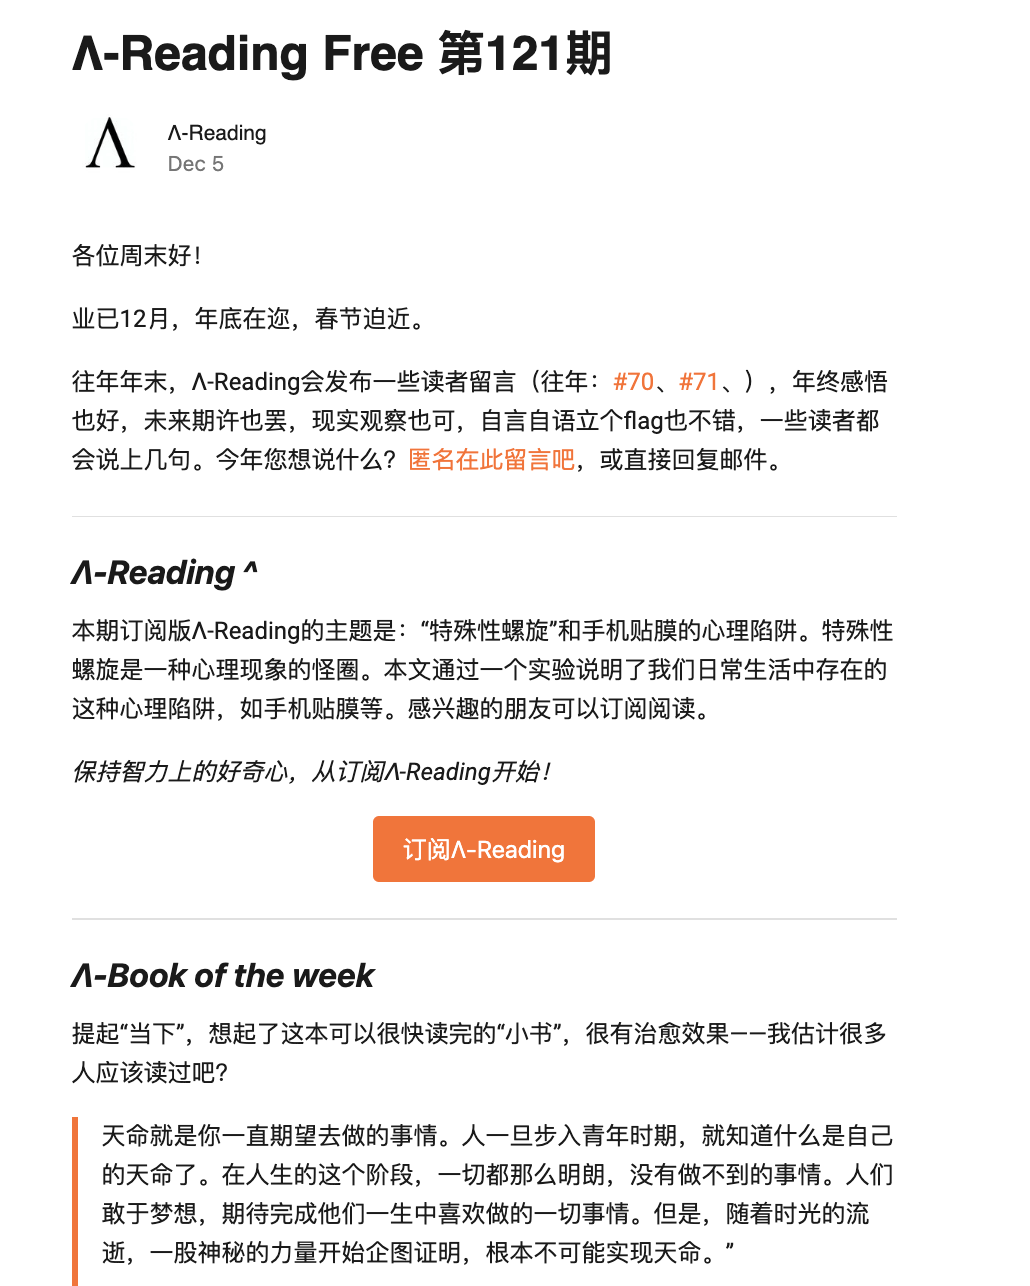 Λ-Reading Free 第121期
Λ
Λ-Reading
Dec 5
各位周末好！
业已12月，年底在迩，春节迫近。
往年年末，Λ-Reading会发布一些读者留言（往年：#70、#71、），年终感悟
也好，未来期许也罢，现实观察也可，自言自语立个flag也不错，一些读者都
会说上几句。今年您想说什么？匿名在此留言吧，或直接回复邮件。
Λ-Reading ^
本期订阅版Λ-Reading的主题是：“特殊性螺旋”和手机贴膜的心理陷阱。特殊性
螺旋是一种心理现象的怪圈。本文通过一个实验说明了我们日常生活中存在的
这种心理陷阱，如手机贴膜等。感兴趣的朋友可以订阅阅读。
保持智力上的好奇心，从订阅Λ-Reading开始！
订阅Λ-Reading
Λ-Book of the week
提起“当下”，想起了这本可以很快读完的“小书”，很有治愈效果——我估计很多
人应该读过吧？
天命就是你一直期望去做的事情。人一旦步入青年时期，就知道什么是自己
的天命了。在人生的这个阶段，一切都那么明朗，没有做不到的事情。人们
敢于梦想，期待完成他们一生中喜欢做的一切事情。但是，随着时光的流
逝，一股神秘的力量开始企图证明，根本不可能实现天命。”